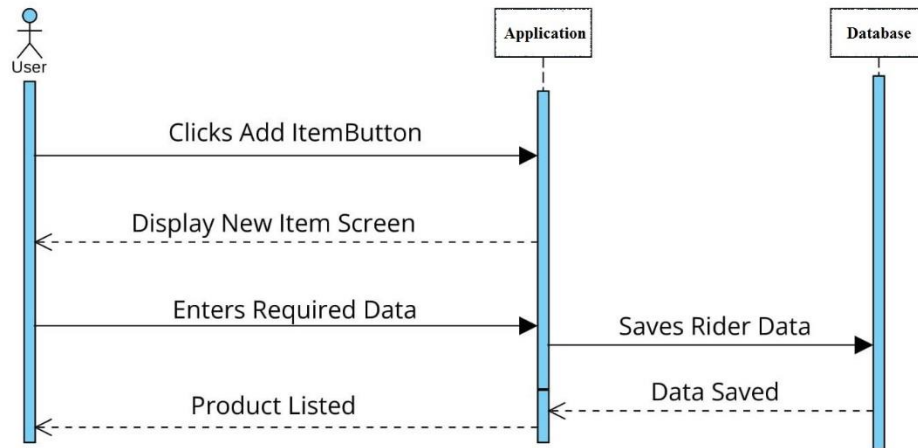 User
Application
Database
Clicks Add ItemButton
Display New Item Screen
Enters Required Data
Saves Rider Data
Data Saved
Product Listed